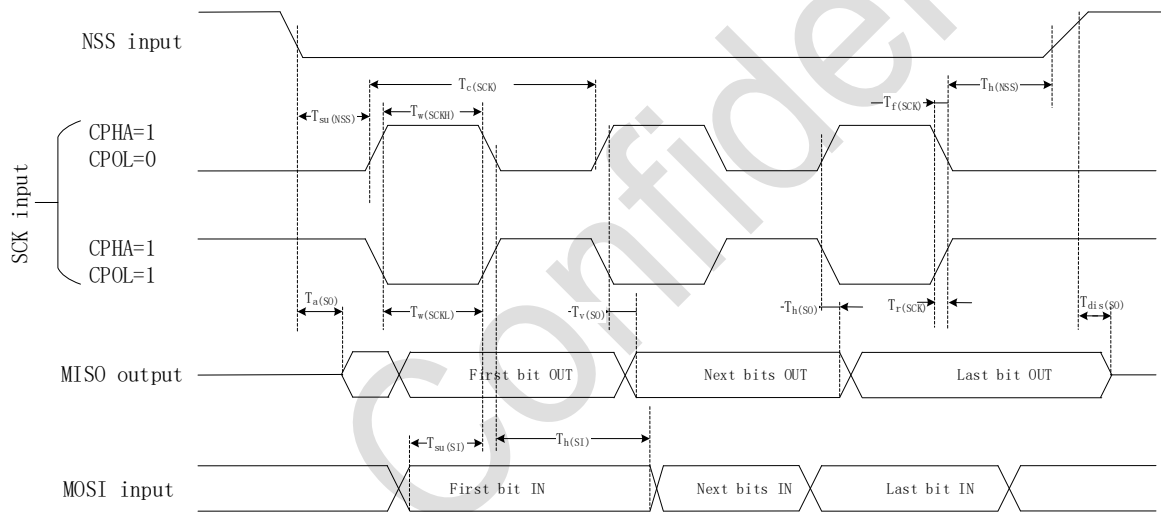 NSS input
Tc(SCK)
Th(NSS)
Tsu(NSS)
Tw(SCKH)
Tf(SCK)
CPHA=1
CPOL=0
SCK input
CPHA=1
CPOL=1
Ta(SO)
Tw(SCKL)
Tv(SO)
Th(SO)
Tr(SCK)
Tdis(SO)
MISO output
First bit OUT
Next bits OUT
Last bit OUT
Tsu(SI)
Th(SI)
MOSI input
First bit IN
Next bits IN
Last bit IN